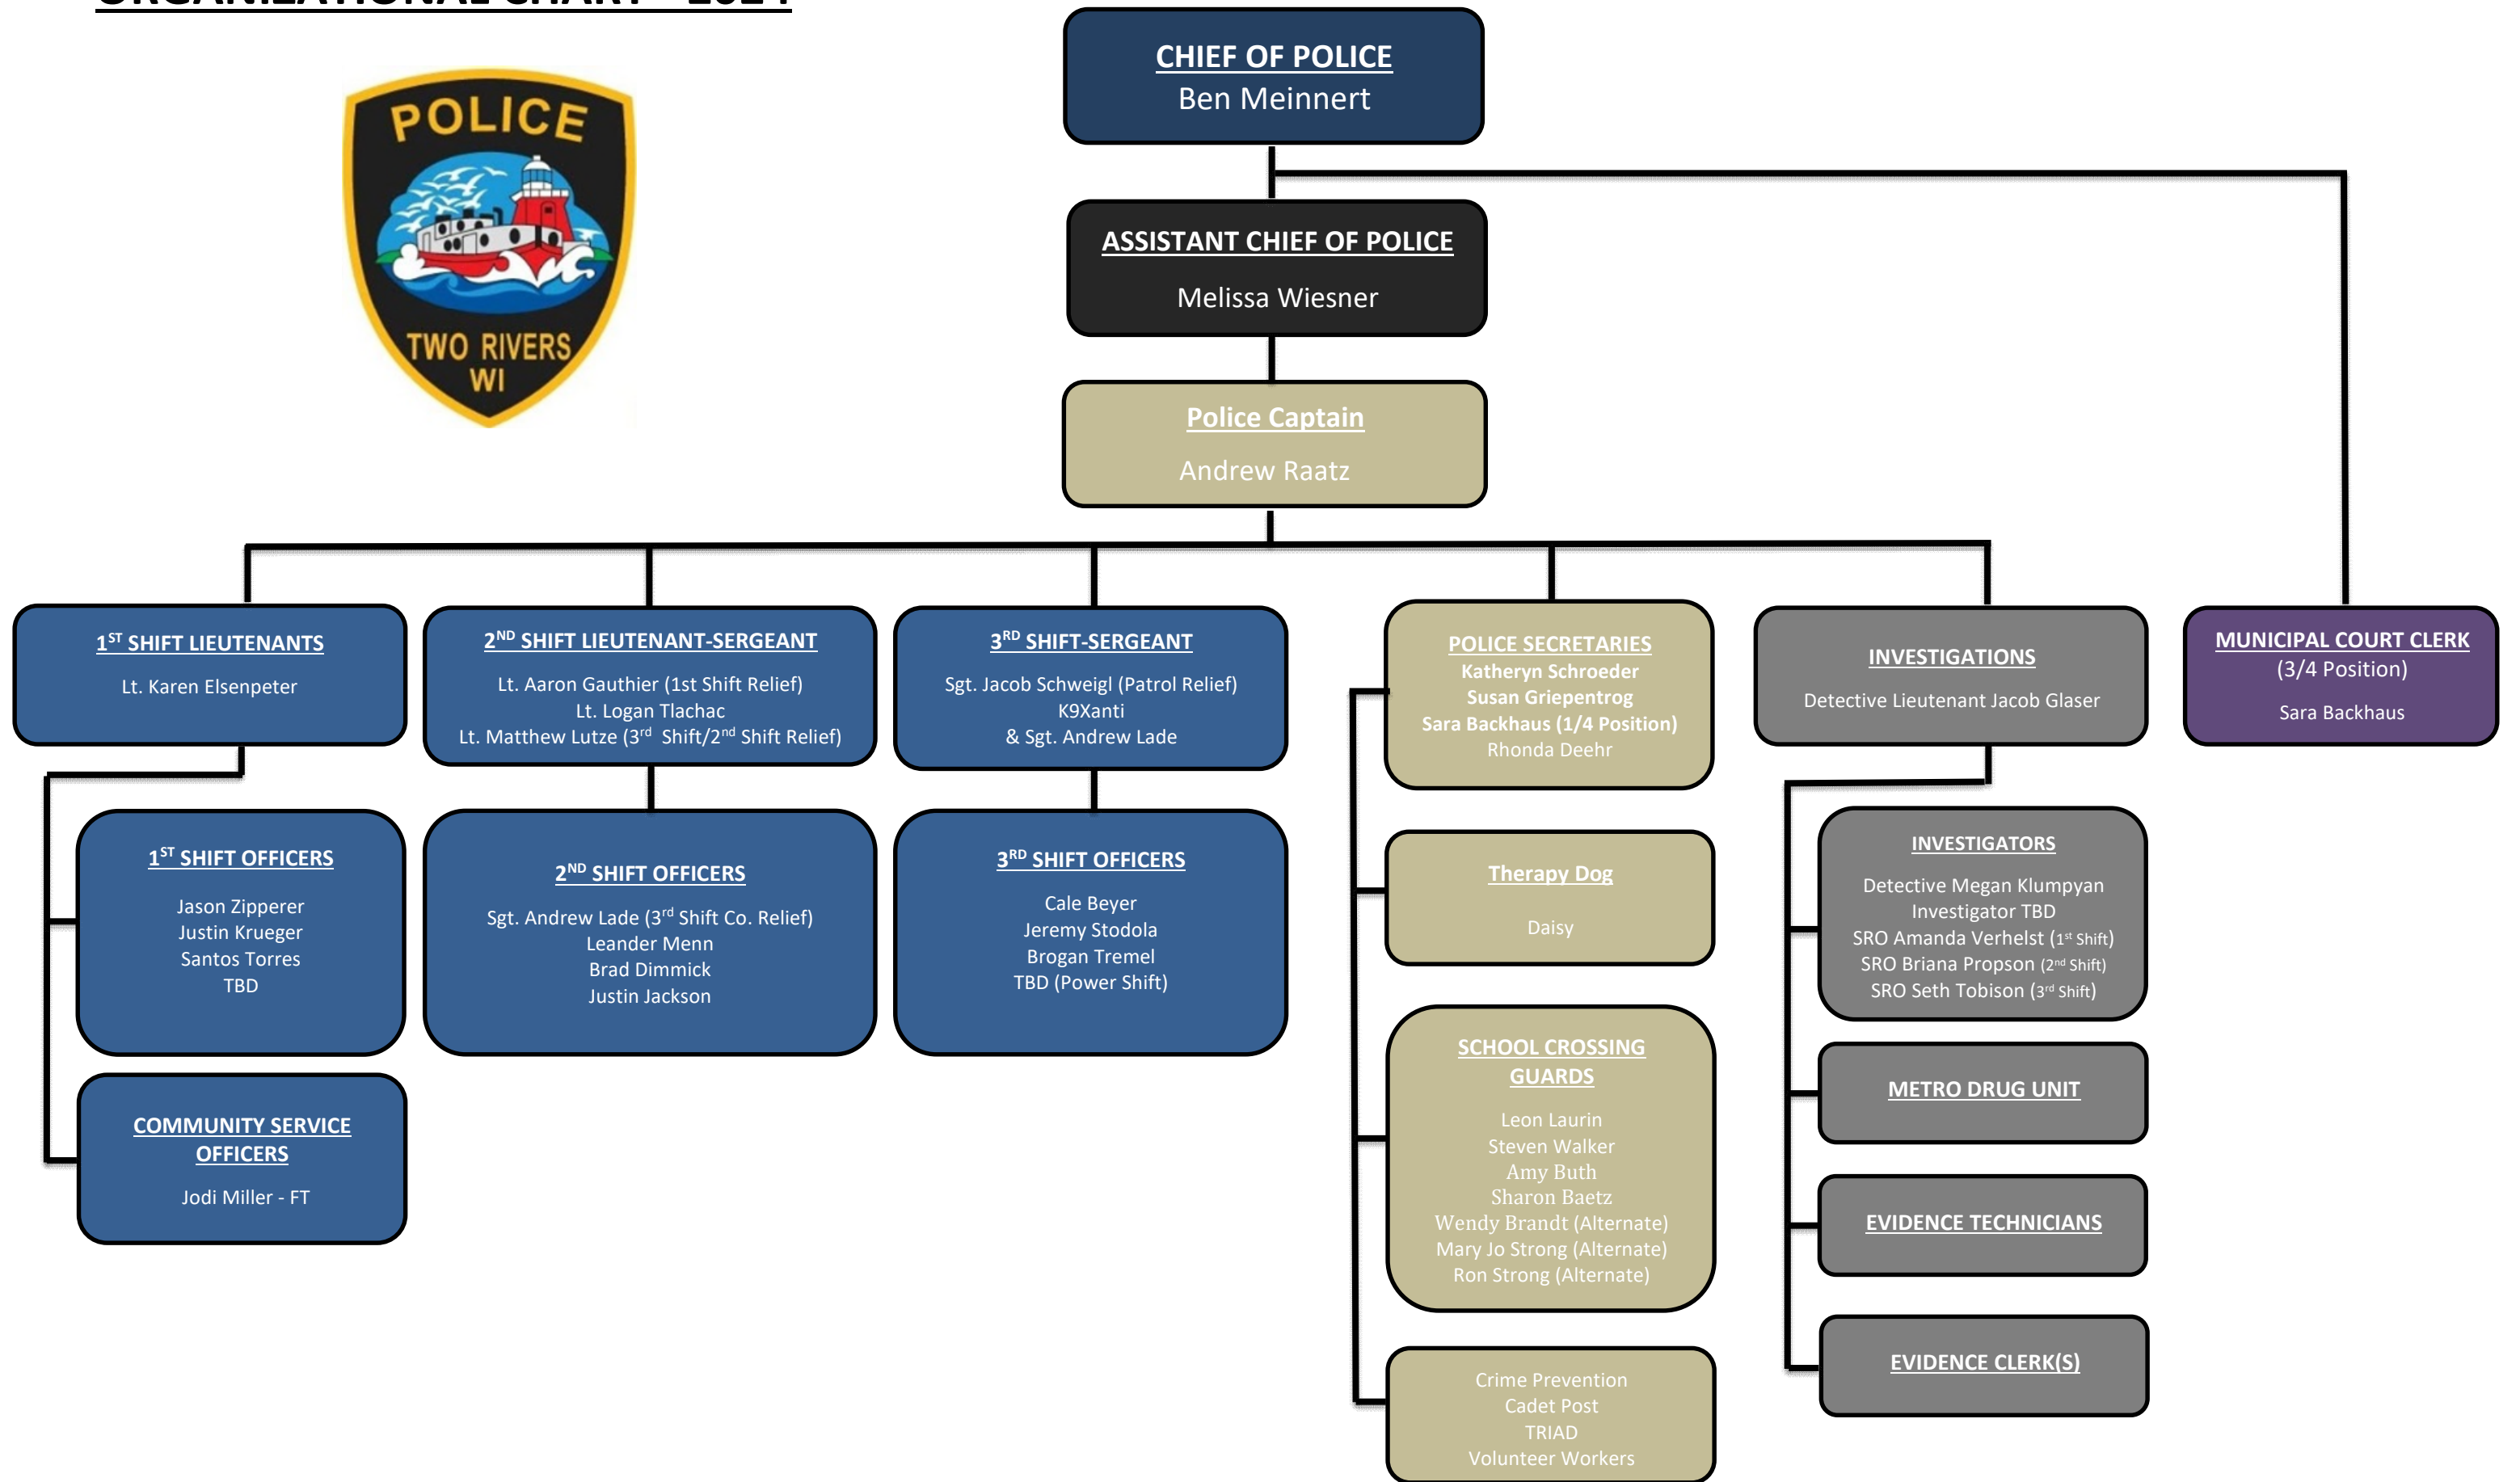 POLICE
TWO RIVERS
WI
CHIEF OF POLICE
Ben Meinnert
ASSISTANT CHIEF OF POLICE
Melissa Wiesner
Police Captain
Andrew Raatz
1ST SHIFT LIEUTENANTS
Lt. Karen Elsenpeter
2ND SHIFT LIEUTENANT-SERGEANT
Lt. Aaron Gauthier (1st Shift Relief)
Lt. Logan Tlachac
Lt. Matthew Lutze (3rd Shift/2nd Shift Relief)
3RD SHIFT-SERGEANT
Sgt. Jacob Schweigl (Patrol Relief)
K9Xanti
& Sgt. Andrew Lade
POLICE SECRETARIES
Katheryn Schroeder
Susan Griepentrog
Sara Backhaus (1/4 Position)
Rhonda Deehr
INVESTIGATIONS
Detective Lieutenant Jacob Glaser
MUNICIPAL COURT CLERK
(3/4 Position)
Sara Backhaus
1ST SHIFT OFFICERS
Jason Zipperer
Justin Krueger
Santos Torres
TBD
2ND SHIFT OFFICERS
Sgt. Andrew Lade (3rd Shift Co. Relief)
Leander Menn
Brad Dimmick
Justin Jackson
3RD SHIFT OFFICERS
Cale Beyer
Jeremy Stodola
Brogan Tremel
TBD (Power Shift)
Therapy Dog
Daisy
INVESTIGATORS
Detective Megan Klumpyan
Investigator TBD
SRO Amanda Verhelst (1st Shift)
SRO Briana Propson (2nd Shift)
SRO Seth Tobison (3rd Shift)
COMMUNITY SERVICE
OFFICERS
Jodi Miller - FT
SCHOOL CROSSING
GUARDS
Leon Laurin
Steven Walker
Amy Buth
Sharon Baetz
Wendy Brandt (Alternate)
Mary Jo Strong (Alternate)
Ron Strong (Alternate)
METRO DRUG UNIT
EVIDENCE TECHNICIANS
EVIDENCE CLERK(S)
Crime Prevention
Cadet Post
TRIAD
Volunteer Workers